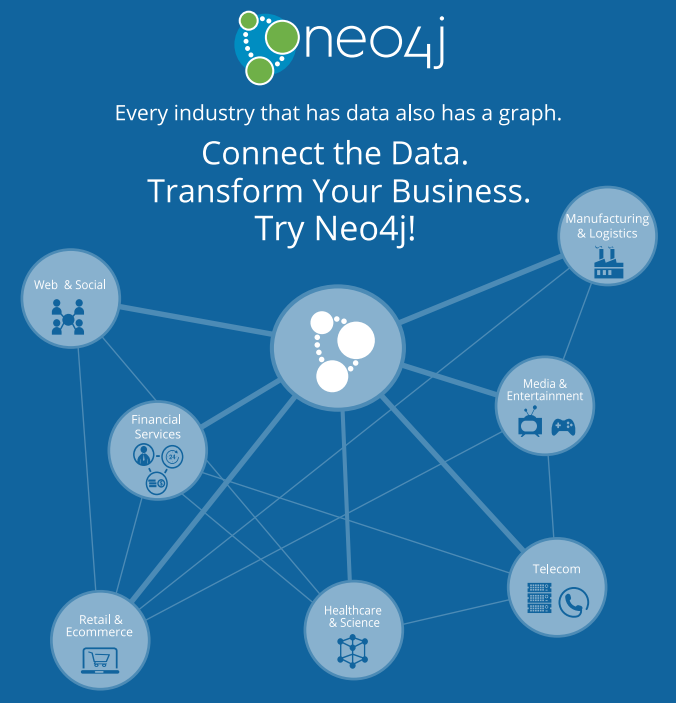 neo4j
Every industry that has data also has a graph.
Connect the Data.
Transform Your Business.
Try Neo4j!
Manufacturing
& Logistics
Web & Social
Media &
Entertainment
Financial
Services
24
Telecom
Healthcare
& Science
Retail &
Ecommerce